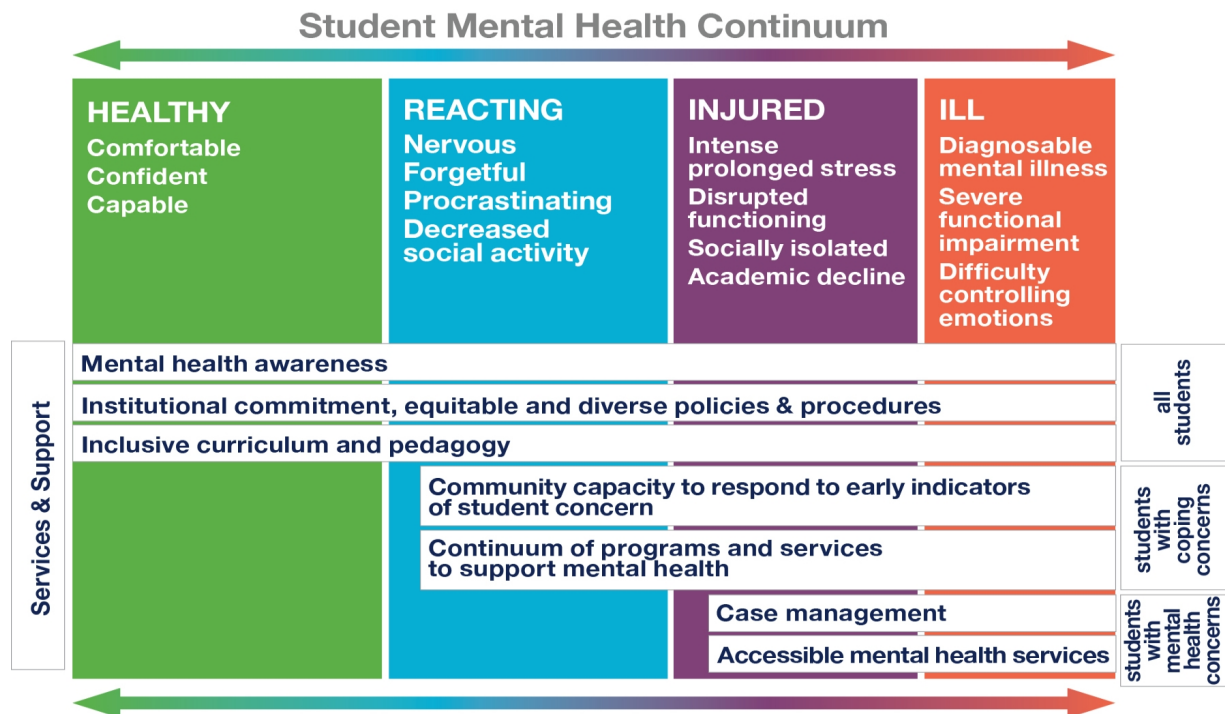 Student Mental Health Continuum
HEALTHY
Comfortable
Confident
Capable
REACTING
Nervous
Forgetful
Procrastinating
Decreased
social activity
INJURED
Intense
prolonged stress
Disrupted
functioning
Socially isolated
Academic decline
ILL
Diagnosable
mental illness
Severe
functional
impairment
Difficulty
controlling
emotions
Services & Support
Mental health awareness
Institutional commitment, equitable and diverse policies & procedures
Inclusive curriculum and pedagogy
all
students
Community capacity to respond to early indicators
of student concern
Continuum of programs and services
to support mental health
students
with
coping
concerns
Case management
Accessible mental health services
students
with
mental
health
concerns